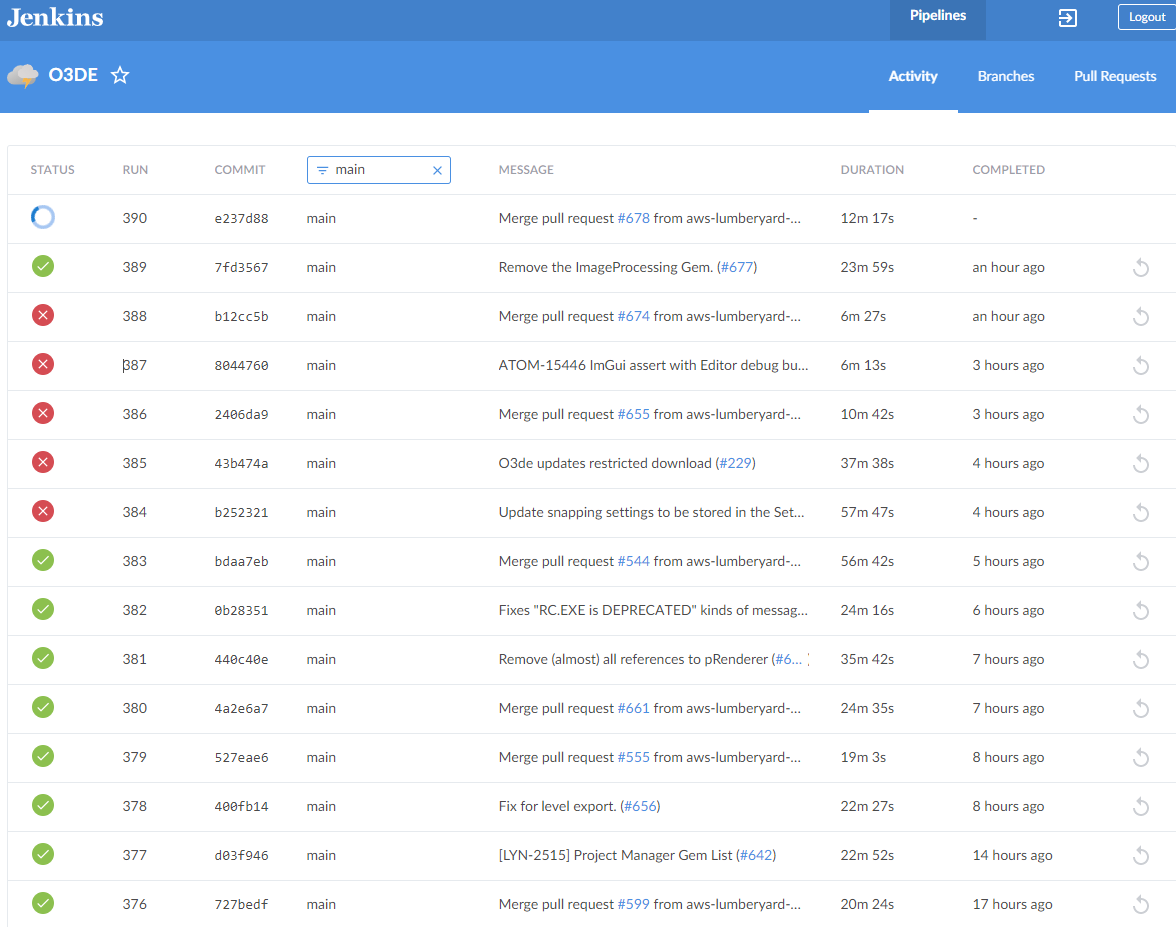 Jenkins Pipelines Logout
O3DE Activity Branches Pull Requests
STATUS RUN COMMIT main MESSAGE DURATION COMPLETED
390 e237d88 main Merge pull request #678 from aws-lumberyard-... 12m 17s -
389 7fd3567 main Remove the ImageProcessing Gem. (#677) 23m 59s an hour ago
388 b12cc5b main Merge pull request #674 from aws-lumberyard-... 6m 27s an hour ago
387 8044760 main ATOM-15446 ImGui assert with Editor debug bu... 6m 13s 3 hours ago
386 2406da9 main Merge pull request #655 from aws-lumberyard-... 10m 42s 3 hours ago
385 43b474a main O3de updates restricted download (#229) 37m 38s 4 hours ago
384 b252321 main Update snapping settings to be stored in the Set... 57m 47s 4 hours ago
383 bdaa7eb main Merge pull request #544 from aws-lumberyard-... 56m 42s 5 hours ago
382 0b28351 main Fixes "RC.EXE is DEPRECATED" kinds of messag... 24m 16s 6 hours ago
381 440c40e main Remove (almost) all references to pRenderer (#6... ) 35m 42s 7 hours ago
380 4a2e6a7 main Merge pull request #661 from aws-lumberyard-... 24m 35s 7 hours ago
379 527eae6 main Merge pull request #555 from aws-lumberyard-... 19m 3s 8 hours ago
378 400fb14 main Fix for level export. (#656) 22m 27s 8 hours ago
377 d03f946 main [LYN-2515] Project Manager Gem List (#642) 22m 52s 14 hours ago
376 727bedf main Merge pull request #599 from aws-lumberyard-... 20m 24s 17 hours ago